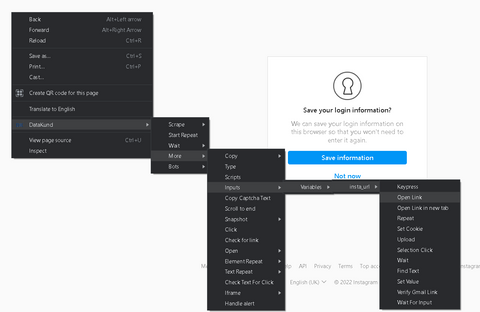 Back Alt+Left arrow
Forward Alt+Right Arrow
Reload Ctrl+R
Save as... Ctrl+S
Print... Ctrl+P
Cast...
Create QR code for this page
Translate to English
DataKund
View page source Ctrl+U
Inspect
Scrape
Start Repeat
Wait
More
Bots
Copy
Type
Scripts
Inputs
Copy Captcha Text
Scroll to end
Snapshot
Click
Check for link
Open
Element Repeat
Text Repeat
Check Text For Click
Iframe
Handle alert
Variables
insta_url
Keypress
Open Link
Open Link in new tab
Repeat
Set Cookie
Upload
Selection Click
Wait
Find Text
Set Value
Verify Gmail Link
Wait For Input
Save your login information?
We can save your login information on
this browser so that you won't need to
enter it again.
Save information
Not now
API Privacy Terms Top
English (UK) © 2022 Instagram